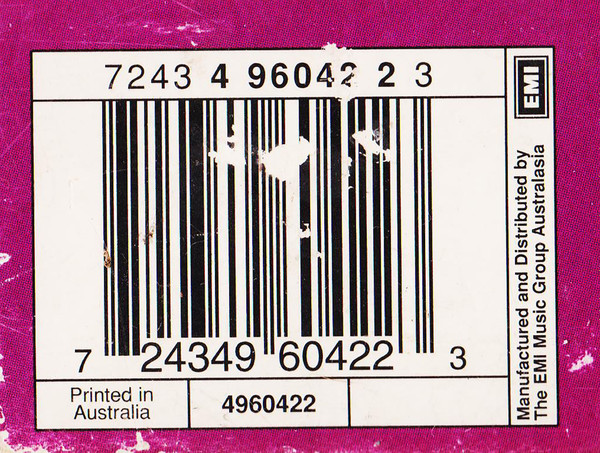 7243 4 96042 2 3
EMI
7 24349 60422 3
Printed in
Australia
4960422
Manufactured and Distributed by
The EMI Music Group Australasia